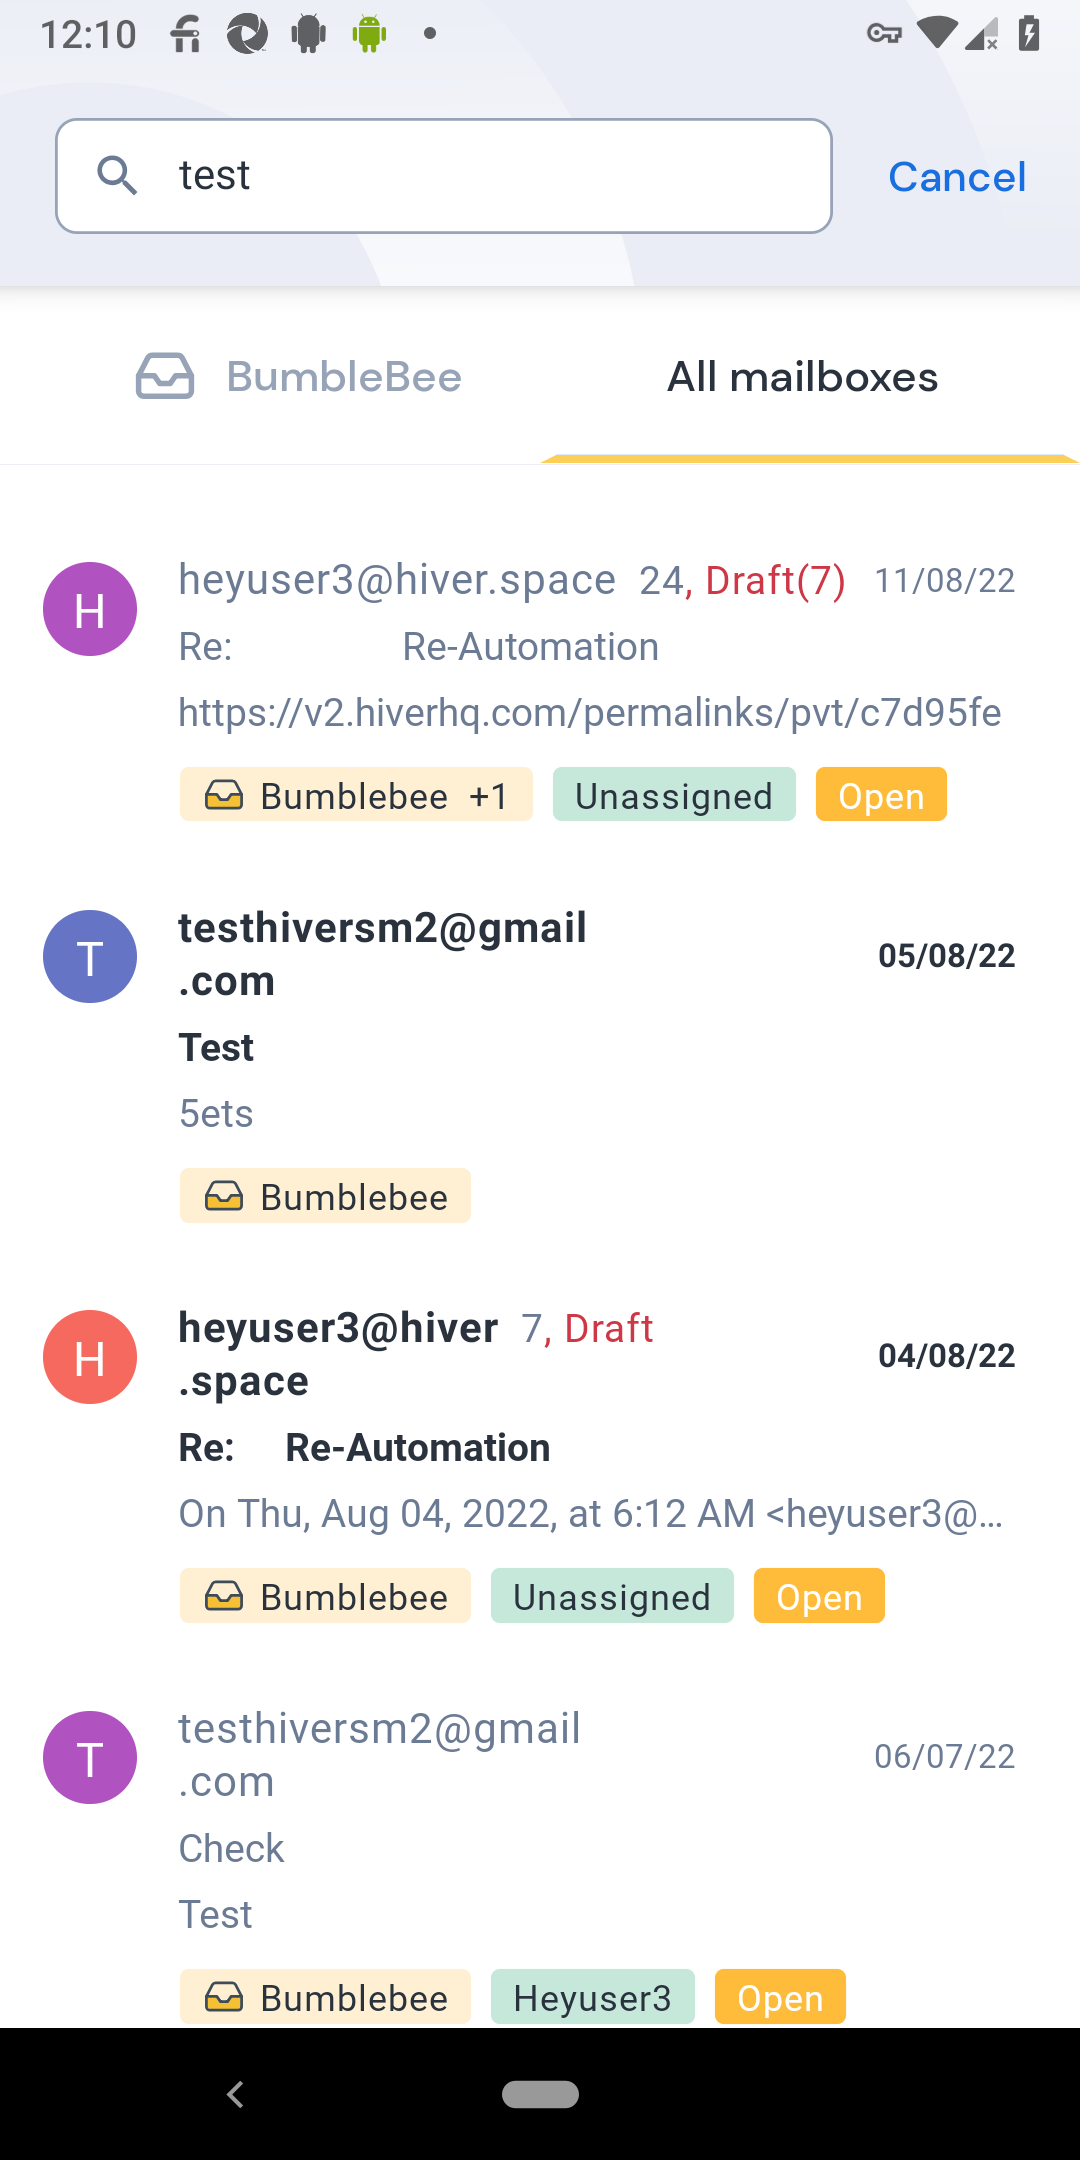 12:10
test
Cancel
BumbleBee
All mailboxes
H
heyuser3@hiver.space 24, Draft(7) 11/08/22
Re: Re-Automation
https://v2.hiverhq.com/permalinks/pvt/c7d95fe
Bumblebee +1 Unassigned Open
T
testhiversm2@gmail
.com
05/08/22
Test
5ets
Bumblebee
H
heyuser3@hiver 7, Draft
.space
04/08/22
Re: Re-Automation
On Thu, Aug 04, 2022, at 6:12 AM <heyuser3@...
Bumblebee Unassigned Open
T
testhiversm2@gmail
.com
06/07/22
Check
Test
Bumblebee Heyuser3 Open